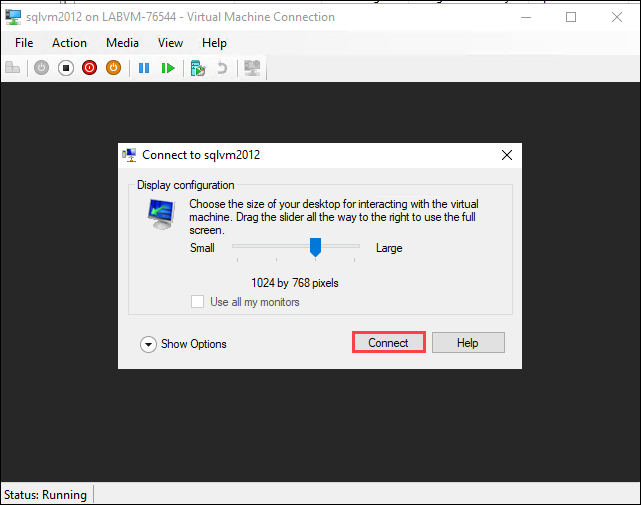 sqlvm2012 on LABVM-76544 - Virtual Machine Connection
File Action Media View Help
Connect to sqlvm2012
Display configuration
Choose the size of your desktop for interacting with the virtual
machine. Drag the slider all the way to the right to use the full
screen.
Small Large
1024 by 768 pixels
Use all my monitors
Show Options Connect Help
Status: Running